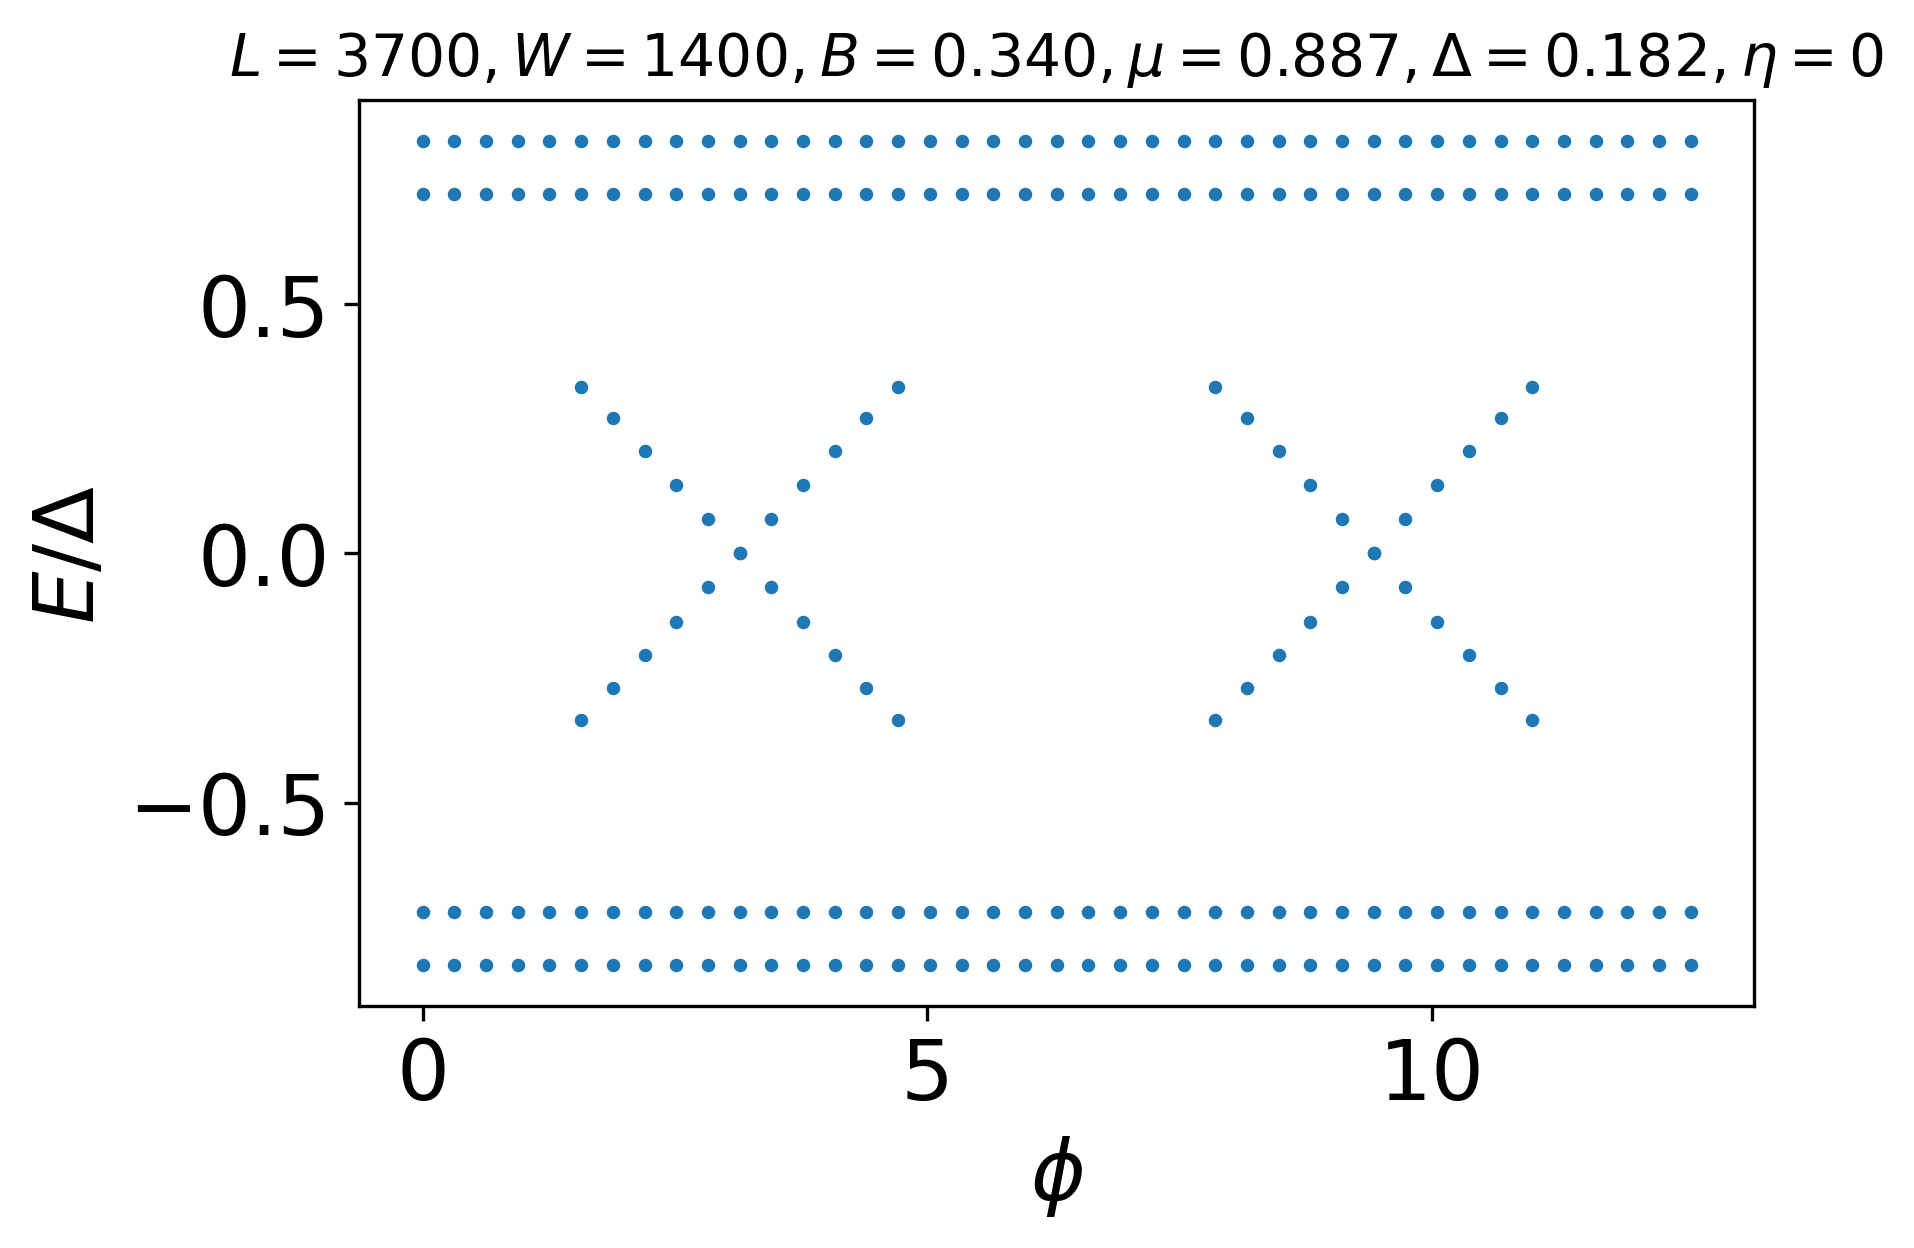 L = 3700, W = 1400, B = 0.340, μ = 0.887, Δ = 0.182, η = 0
0.5
0.0
−0.5
E/Δ
0 5 10
ϕ